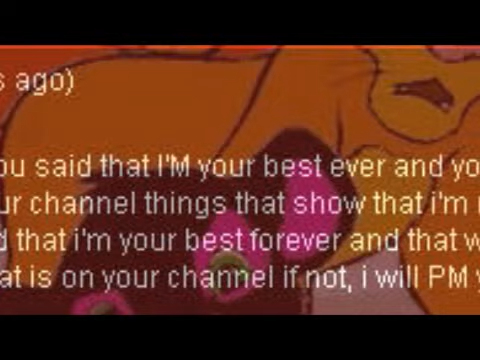 s ago)
ou said that I'M your best ever and yo
ur channel things that show that i'm
d that i'm your best forever and that w
at is on your channel if not, i will PM